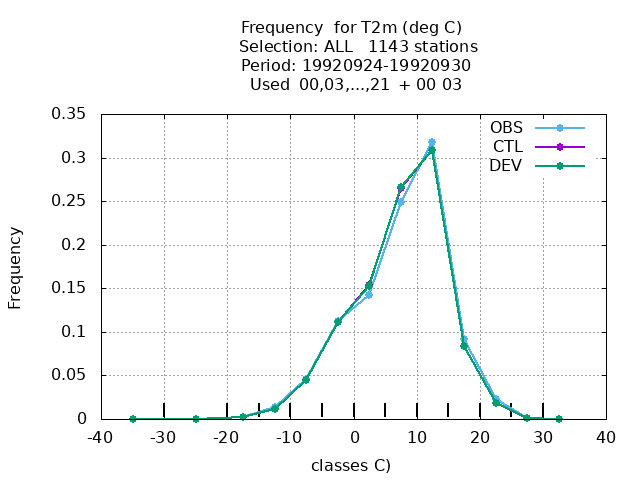 Frequency  for T2m (deg C)
Selection: ALL   1143 stations
Period: 19920924-19920930
Used  00,03,...,21  + 00 03
0.35
0.3
0.25
0.2
0.15
0.1
0.05
0
Frequency
OBS
CTL
DEV
-40 -30 -20 -10 0 10 20 30 40
classes C)